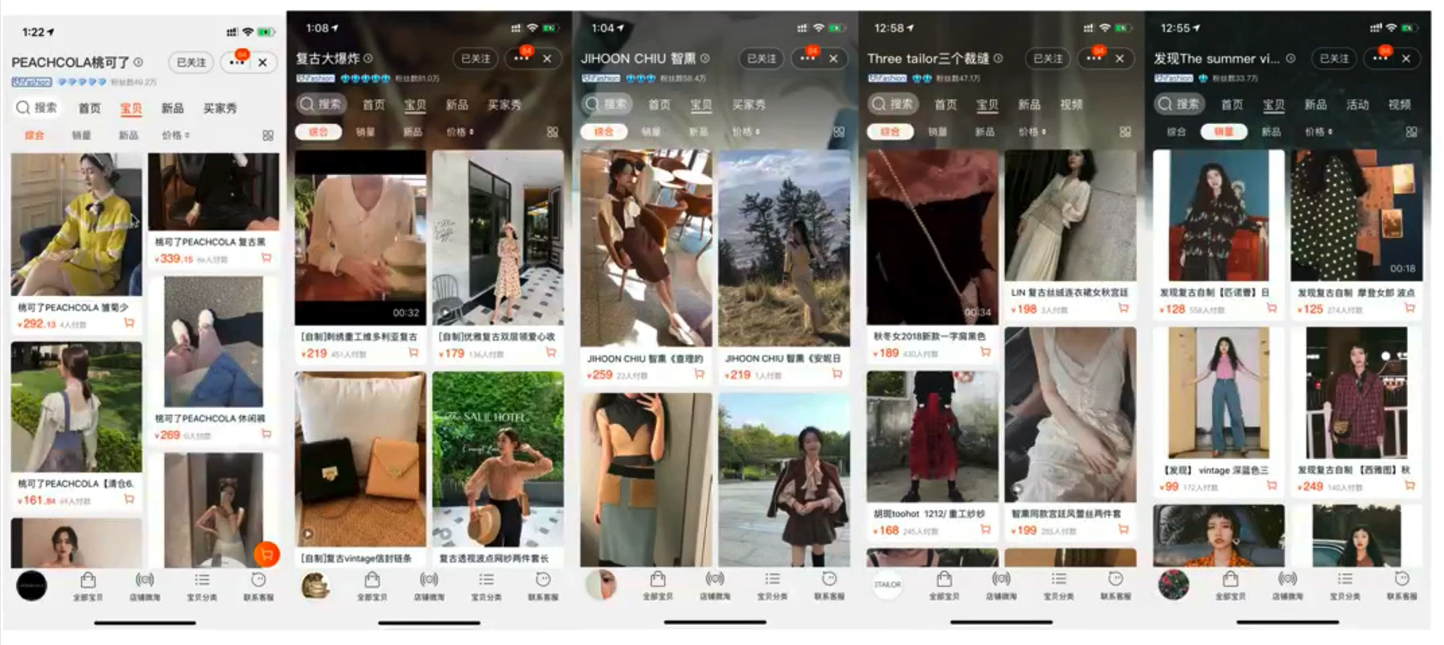 1:22
PEACHCOLA桃可了
已关注
84
iFashion
粉丝数49.2万
搜索 首页 宝贝 新品 买家秀
综合 销量 新品 价格
桃可了PEACHCOLA 雏菊少
¥292.13 4人付款
桃可了PEACHCOLA【清仓6.
¥161.84 69人付款
桃可了PEACHCOLA 复古黑
¥339.15 66人付款
桃可了PEACHCOLA 休闲裤
¥269 0人付款
全部宝贝 店铺微淘 宝贝分类 联系客服
1:08
复古大爆炸
已关注
84
iFashion
粉丝数81.0万
搜索 首页 宝贝 新品 买家秀
综合 销量 新品 价格
00:32
[自制]刺绣重工维多利亚复古
¥219 451人付款
[自制]复古vintage信封链条
[自制]优雅复古双层领爱心收
¥179 136人付款
SALIL HOTEL
复古透视波点网纱两件套长
全部宝贝 店铺微淘 宝贝分类 联系客服
1:04
JIHOON CHIU 智熏
已关注
84
iFashion
粉丝数58.4万
搜索 首页 宝贝 买家秀
综合 销量 新品 价格
JIHOON CHIU 智熏《查理的
¥259 23人付款
JIHOON CHIU 智熏《安妮日
¥219 1人付款
全部宝贝 店铺微淘 宝贝分类 联系客服
12:58
Three tailor三个裁缝
已关注
84
iFashion
粉丝数47.1万
搜索 首页 宝贝 新品 视频
综合 销量 新品 价格
00:34
秋冬女2018新款一字肩黑色
¥189 430人付款
胡斑toohot 1212/ 重工纱纱
¥168 245人付款
LIN 复古丝绒连衣裙女秋宫廷
¥198 3人付款
智熏同款宫廷风蕾丝两件套
¥199 285人付款
3TAILOR
全部宝贝 店铺微淘 宝贝分类 联系客服
12:55
发现The summer vi...
已关注
84
iFashion
粉丝数33.7万
搜索 首页 宝贝 新品 活动 视频
综合 销量 新品 价格
发现复古自制【匹诺曹】日
¥128 558人付款
【发现】 vintage 深蓝色三
¥99 172人付款
00:18
发现复古自制 摩登女郎 波点
¥125 274人付款
发现复古自制 【西雅图】秋
¥249 140人付款
全部宝贝 店铺微淘 宝贝分类 联系客服